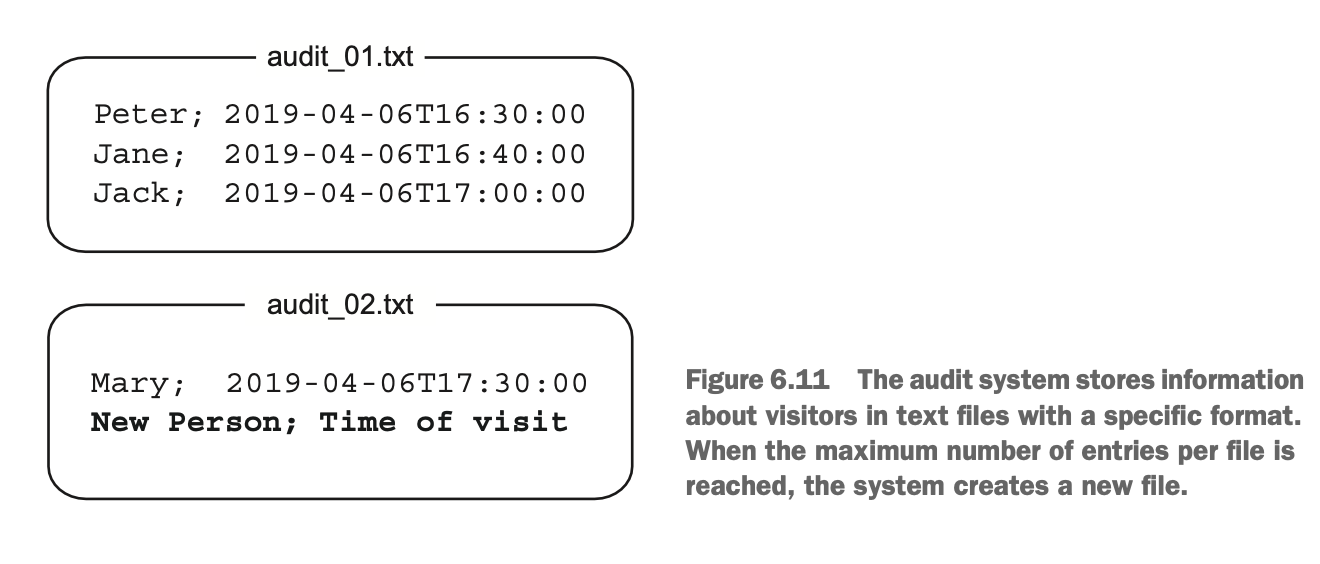 audit_01.txt
Peter; 2019-04-06T16:30:00
Jane;  2019-04-06T16:40:00
Jack;  2019-04-06T17:00:00
audit_02.txt
Mary;  2019-04-06T17:30:00
New Person; Time of visit
Figure 6.11   The audit system stores information
about visitors in text files with a specific format.
When the maximum number of entries per file is
reached, the system creates a new file.